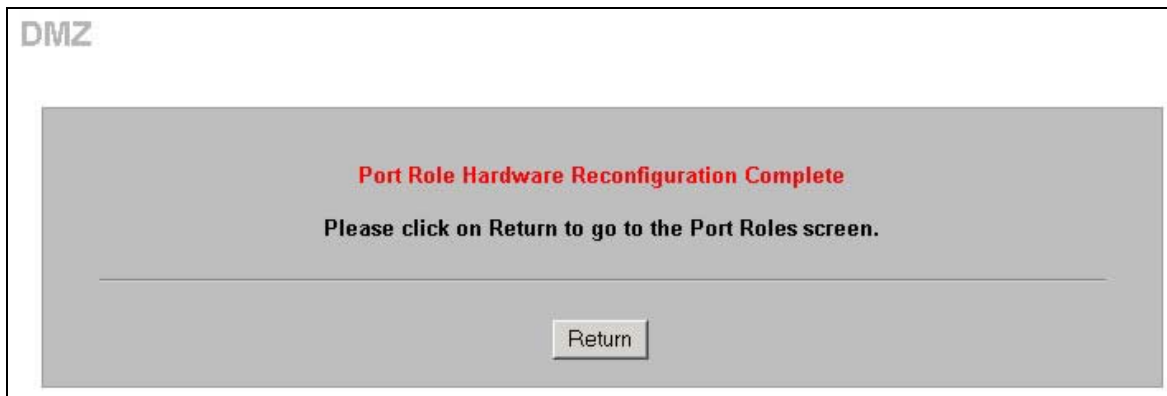 DMZ
Port Role Hardware Reconfiguration Complete
Please click on Return to go to the Port Roles screen.
Return